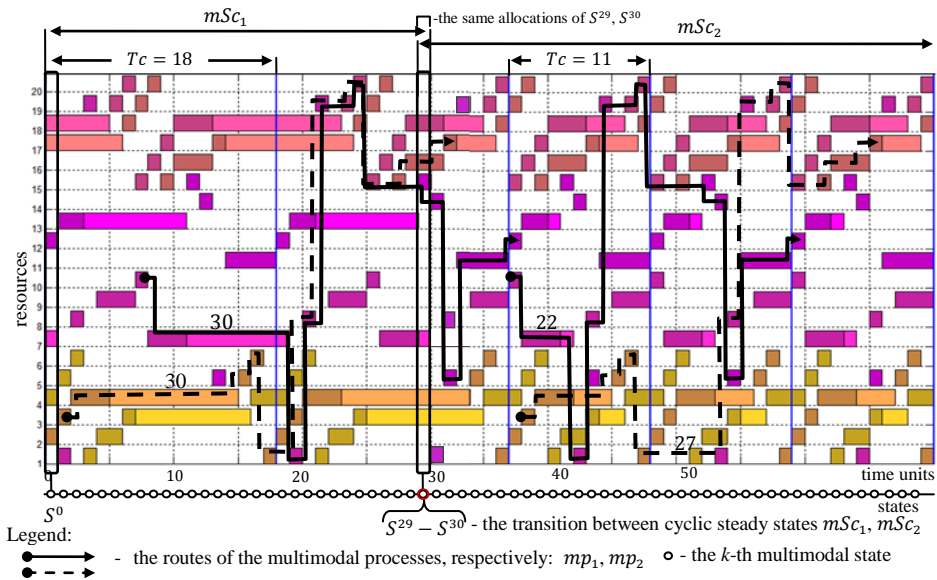 mSc₁
-the same allocations of S²⁹, S³⁰
mSc₂
Tc = 18
Tc = 11
resources
20
19
18
17
16
15
14
13
12
11
10
9
8
7
6
5
4
3
2
1
30
30
22
27
0 10 20 30 40 50 time units
states
S⁰
S²⁹ − S³⁰ - the transition between cyclic steady states mSc₁, mSc₂
Legend:
- the routes of the multimodal processes, respectively: mp₁, mp₂ - the k-th multimodal state